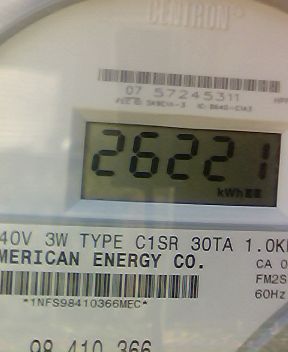 CENTRON®
07 57245311
26221
kWh
40V 3W TYPE C1SR 30TA 1.0K
MERICAN ENERGY CO.
CA 0
FM2S
60Hz
*1NFS98410366MEC*
98 410 366